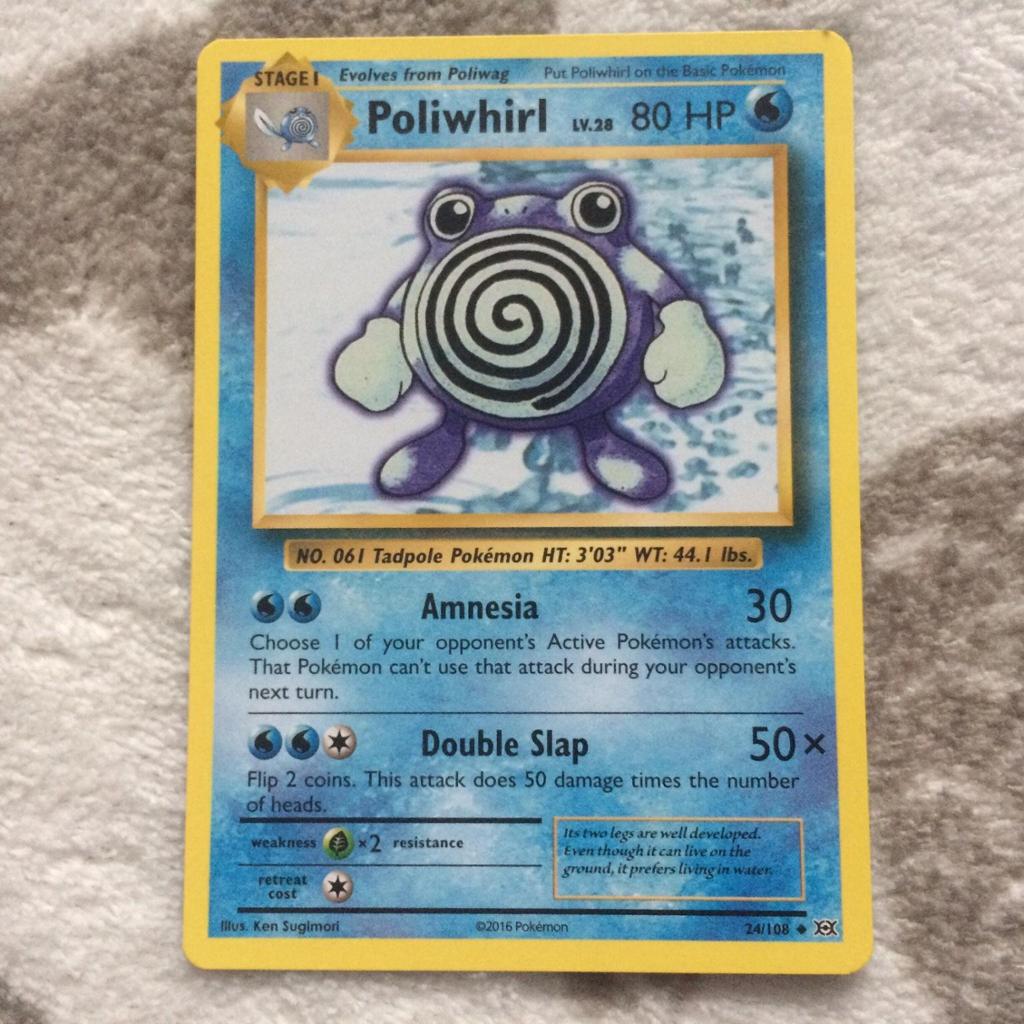 STAGE 1 Evolves from Poliwag Put Poliwhirl on the Basic Pokémon
Poliwhirl LV.28 80 HP
NO. 061 Tadpole Pokémon HT: 3'03" WT: 44.1 lbs.
Amnesia 30
Choose 1 of your opponent's Active Pokémon's attacks.
That Pokémon can't use that attack during your opponent's
next turn.
Double Slap 50×
Flip 2 coins. This attack does 50 damage times the number
of heads.
weakness ×2 resistance
retreat
cost
Its two legs are well developed.
Even though it can live on the
ground, it prefers living in water.
Illus. Ken Sugimori ©2016 Pokémon 24/108